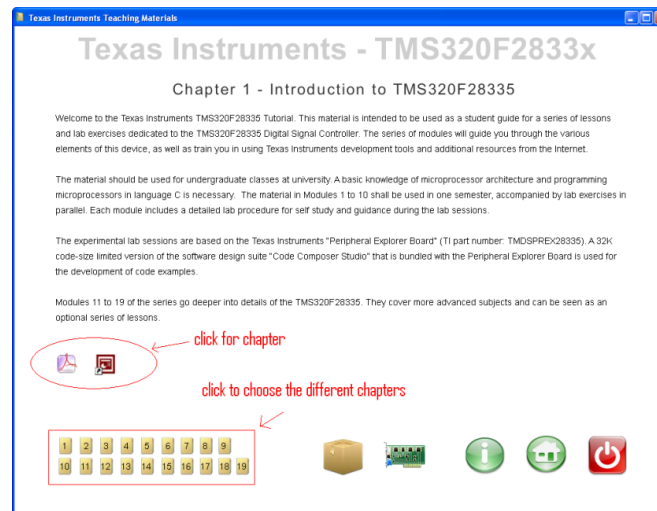 Texas Instruments Teaching Materials
Texas Instruments - TMS320F2833x
Chapter 1 - Introduction to TMS320F28335
Welcome to the Texas Instruments TMS320F28335 Tutorial. This material is intended to be used as a student guide for a series of lessons
and lab exercises dedicated to the TMS320F28335 Digital Signal Controller. The series of modules will guide you through the various
elements of this device, as well as train you in using Texas Instruments development tools and additional resources from the Internet.
The material should be used for undergraduate classes at university. A basic knowledge of microprocessor architecture and programming
microprocessors in language C is necessary. The material in Modules 1 to 10 shall be used in one semester, accompanied by lab exercises in
parallel. Each module includes a detailed lab procedure for self study and guidance during the lab sessions.
The experimental lab sessions are based on the Texas Instruments "Peripheral Explorer Board" (TI part number: TMDSPREX28335). A 32K
code-size limited version of the software design suite "Code Composer Studio" that is bundled with the Peripheral Explorer Board is used for
the development of code examples.
Modules 11 to 19 of the series go deeper into details of the TMS320F28335. They cover more advanced subjects and can be seen as an
optional series of lessons.
click for chapter
click to choose the different chapters
1 2 3 4 5 6 7 8 9
10 11 12 13 14 15 16 17 18 19